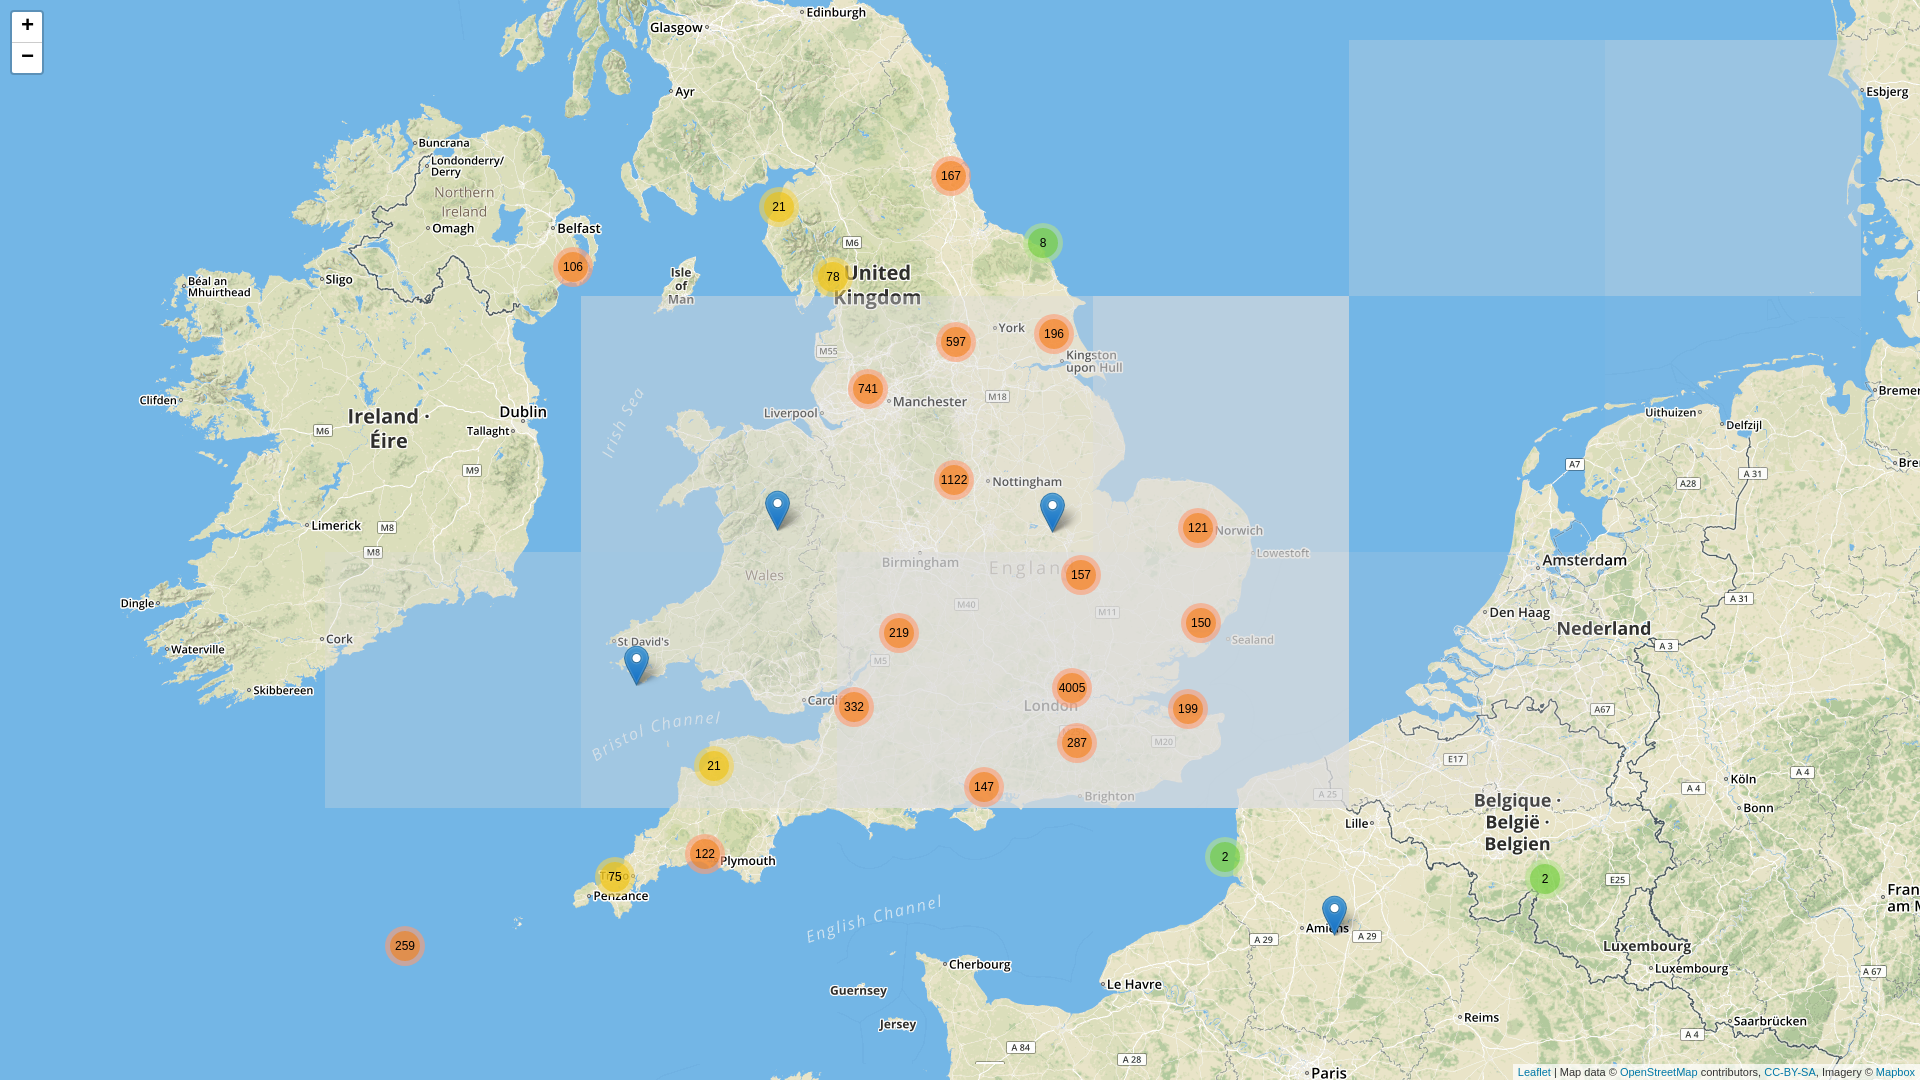 +
−
Edinburgh
Glasgow
Ayr
Esbjerg
Buncrana
Londonderry/
Derry
167
Northern
Ireland
21
Omagh
Belfast
8
M6
106
Isle
of
Man
78
United
Kingdom
Sligo
Béal an
Mhuirthead
York
196
597
M55
Kingston
upon Hull
741
M18
Manchester
Bremer
Clifden
Dublin
Liverpool
Uithuizen
Ireland ·
Éire
M6
Tallaght
Irish Sea
Delfzijl
M9
A7
A 31
Bre
1122
Nottingham
A28
Limerick
M8
121
Norwich
M8
Lowestoft
Birmingham
Amsterdam
Wales
Englan
157
A 31
Dingle
M40
M11
Den Haag
150
219
Nederland
Cork
St David's
Sealand
A 3
Waterville
M5
4005
Skibbereen
Cardi
332
London
199
A67
Bristol Channel
287
M20
E17
21
A 4
Köln
147
Brighton
A 25
A 4
Belgique ·
België ·
Belgien
Bonn
Lille
122
Plymouth
2
75
2
E25
Penzance
Fran
am M
English Channel
Amiens
A 29
A 29
259
Luxembourg
Cherbourg
Luxembourg
A 67
Guernsey
Le Havre
Jersey
Reims
Saarbrücken
A 4
A 84
A 28
Paris
Leaflet | Map data © OpenStreetMap contributors, CC-BY-SA, Imagery © Mapbox